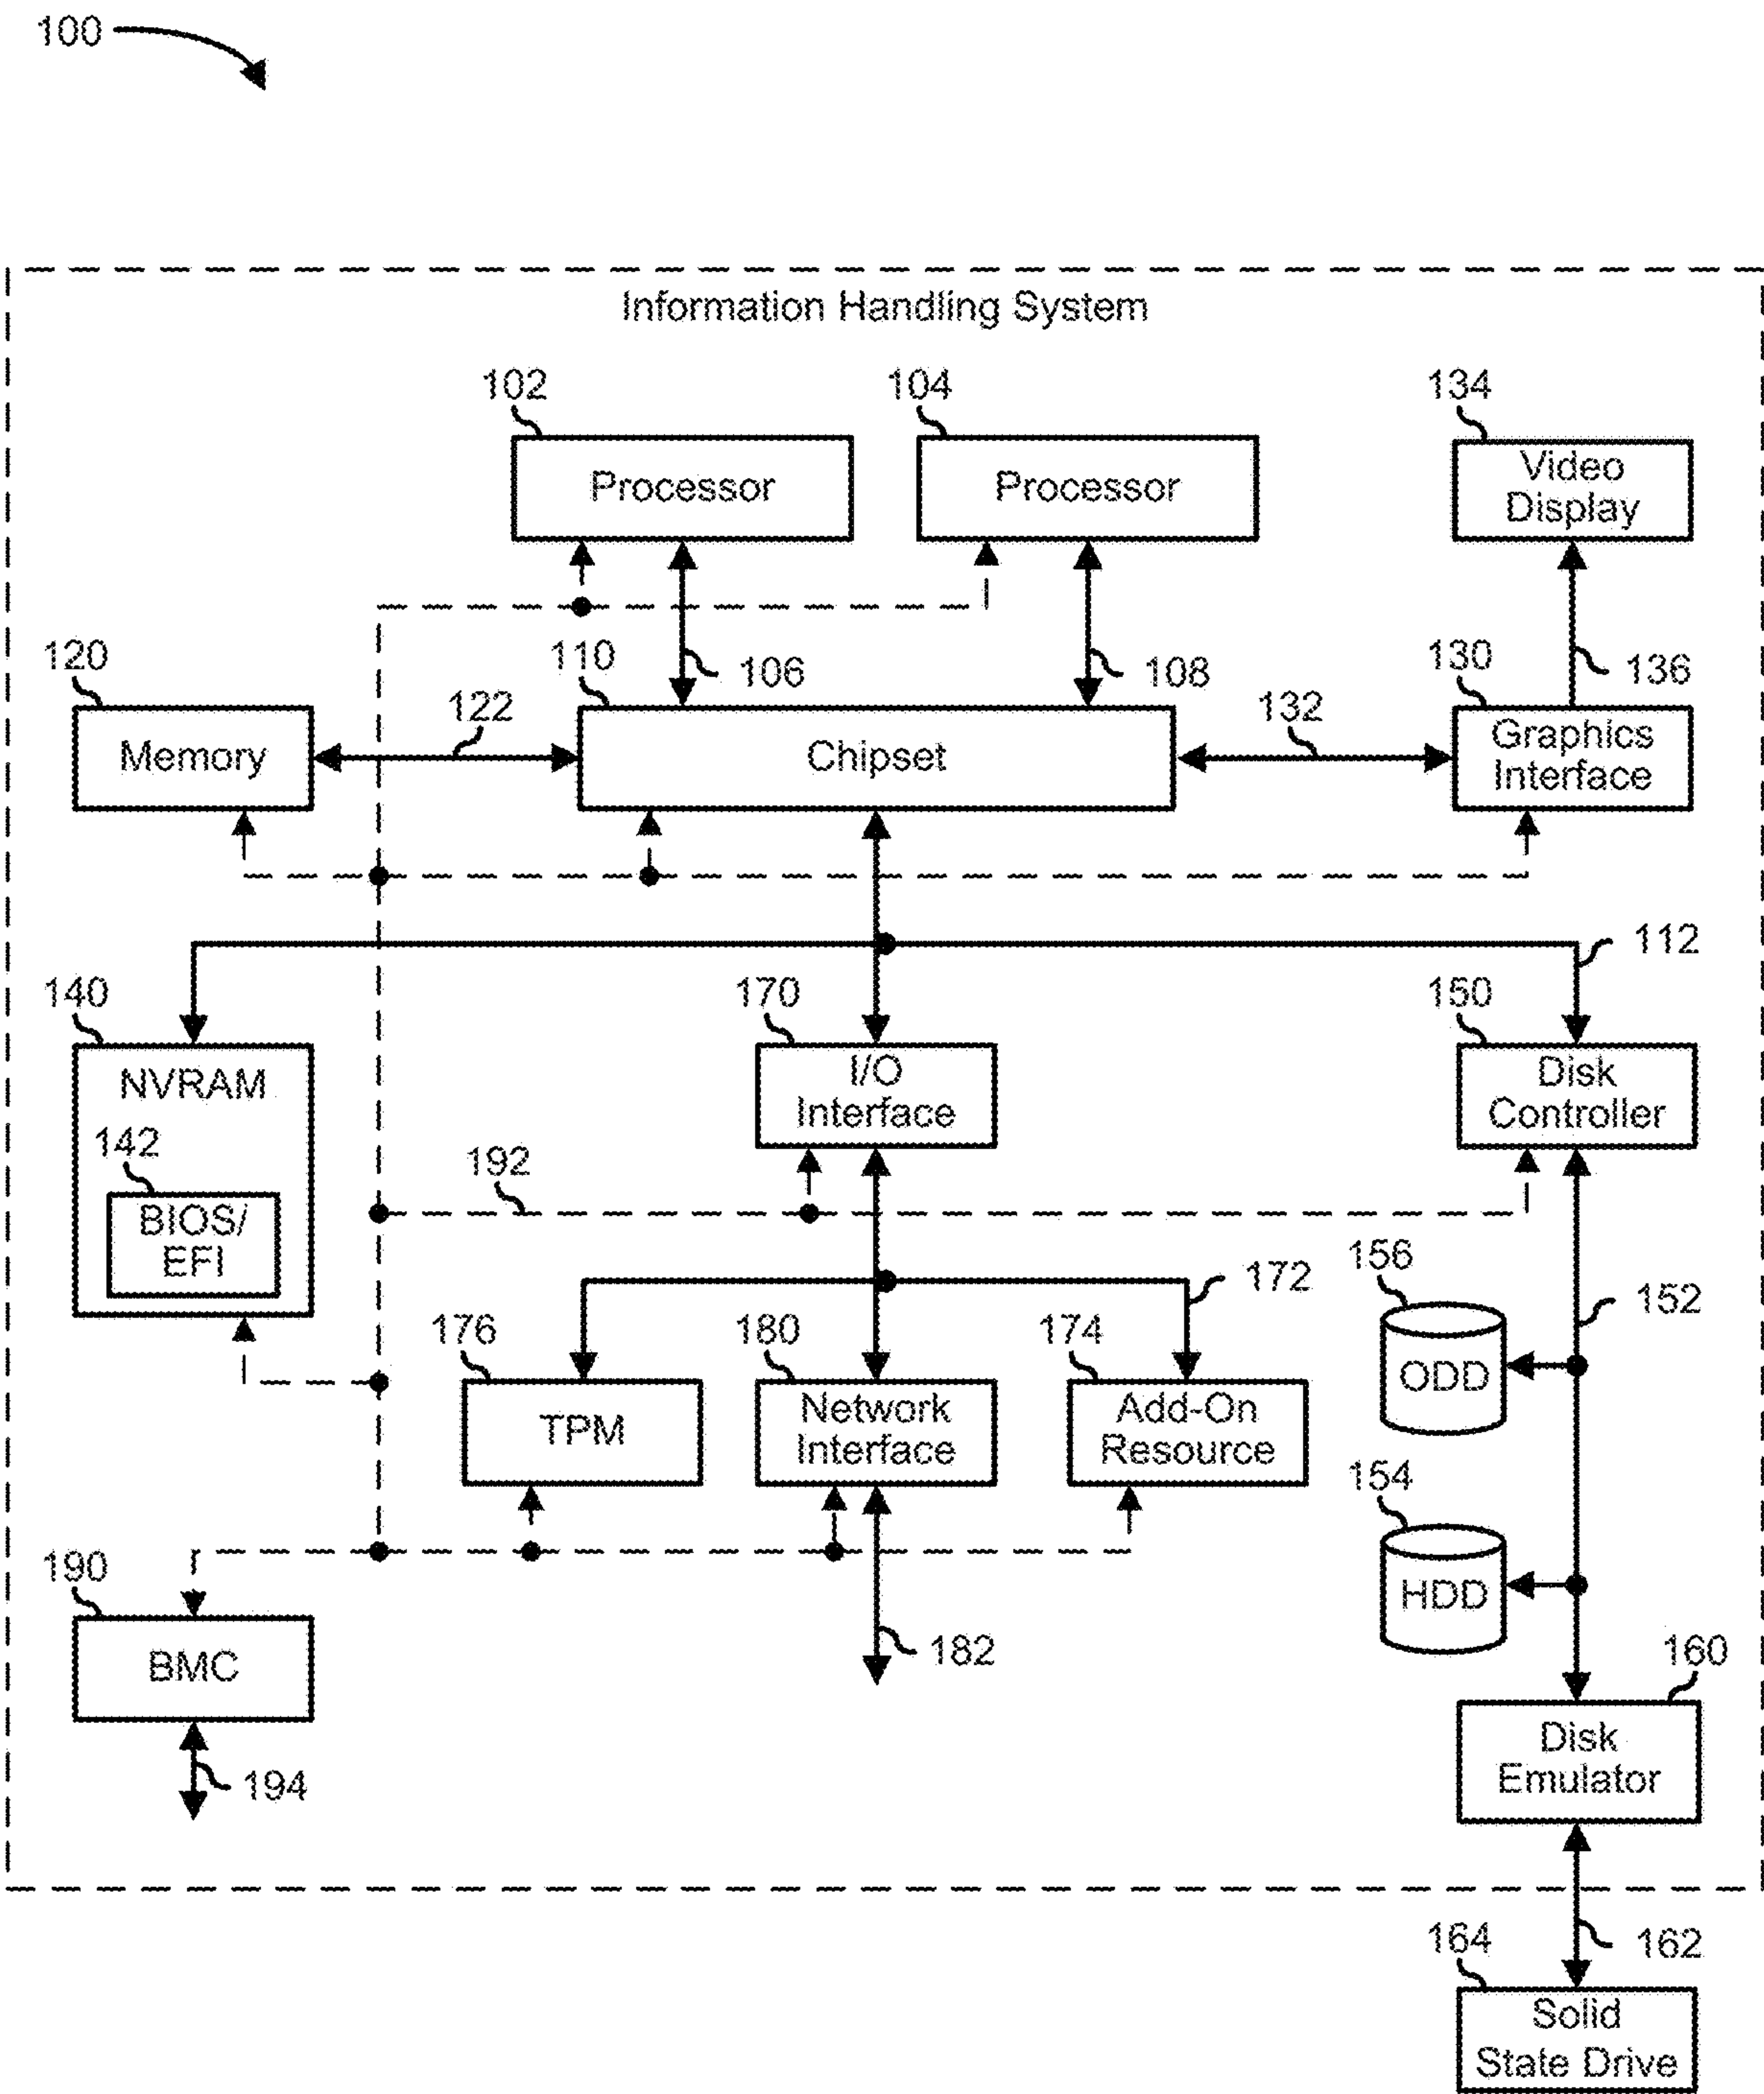 100
Information Handling System
102
104
134
Processor
Processor
Video
Display
120
110
106
108
130
136
122
132
Memory
Chipset
Graphics
Interface
112
140
170
150
NVRAM
I/O
Interface
Disk
Controller
142
192
BIOS/
EFI
156
172
152
176
180
174
ODD
TPM
Network
Interface
Add-On
Resource
154
190
HDD
182
160
BMC
Disk
Emulator
194
164
162
Solid
State Drive